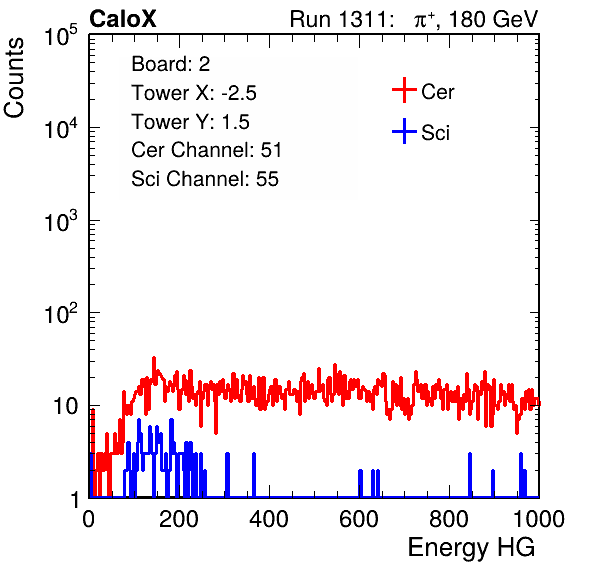 CaloX Run 1311: π⁺, 180 GeV
Board: 2
Tower X: -2.5
Tower Y: 1.5
Cer Channel: 51
Sci Channel: 55
Cer
Sci
Counts
10⁵
10⁴
10³
10²
10
1
0 200 400 600 800 1000
Energy HG